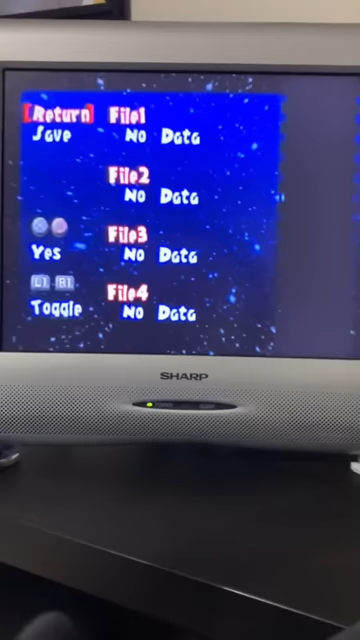 [Return] File1
Save No Data
File2
No Data
File3
Yes No Data
L1 R1 File4
Toggle No Data
SHARP